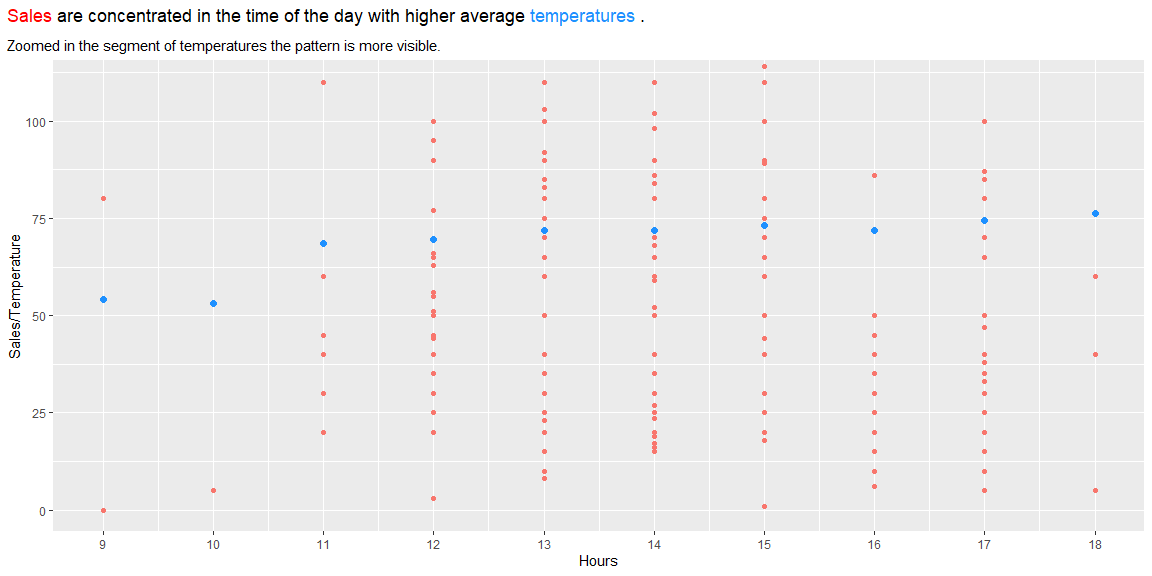 Sales are concentrated in the time of the day with higher average temperatures .
Zoomed in the segment of temperatures the pattern is more visible.
Sales/Temperature
100
75
50
25
0
9 10 11 12 13 14 15 16 17 18
Hours